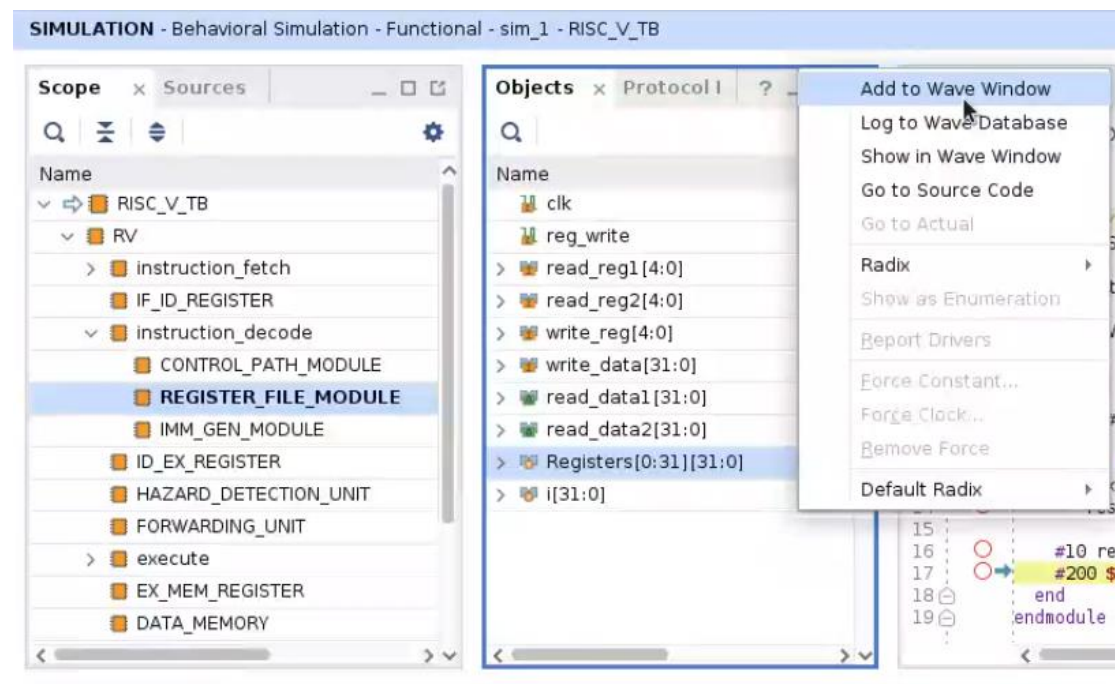 SIMULATION - Behavioral Simulation - Functional - sim_1 - RISC_V_TB
Scope x Sources
Name
RISC_V_TB
RV
instruction_fetch
IF_ID_REGISTER
instruction_decode
CONTROL_PATH_MODULE
REGISTER_FILE_MODULE
IMM_GEN_MODULE
ID_EX_REGISTER
HAZARD_DETECTION_UNIT
FORWARDING_UNIT
execute
EX_MEM_REGISTER
DATA_MEMORY
Objects x Protocol I ?
Name
clk
reg_write
read_reg1[4:0]
read_reg2[4:0]
write_reg[4:0]
write_data[31:0]
read_data1[31:0]
read_data2[31:0]
Registers[0:31][31:0]
i[31:0]
Add to Wave Window
Log to Wave Database
Show in Wave Window
Go to Source Code
Go to Actual
Radix
Show as Enumeration
Report Drivers
Force Constant...
Force Clock...
Remove Force
Default Radix
15
16 #10 re
17 #200 $
18 end
19 endmodule